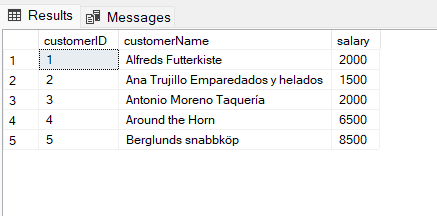 Results Messages
customerID customerName salary
1 1 Alfreds Futterkiste 2000
2 2 Ana Trujillo Emparedados y helados 1500
3 3 Antonio Moreno Taquería 2000
4 4 Around the Horn 6500
5 5 Berglunds snabbköp 8500